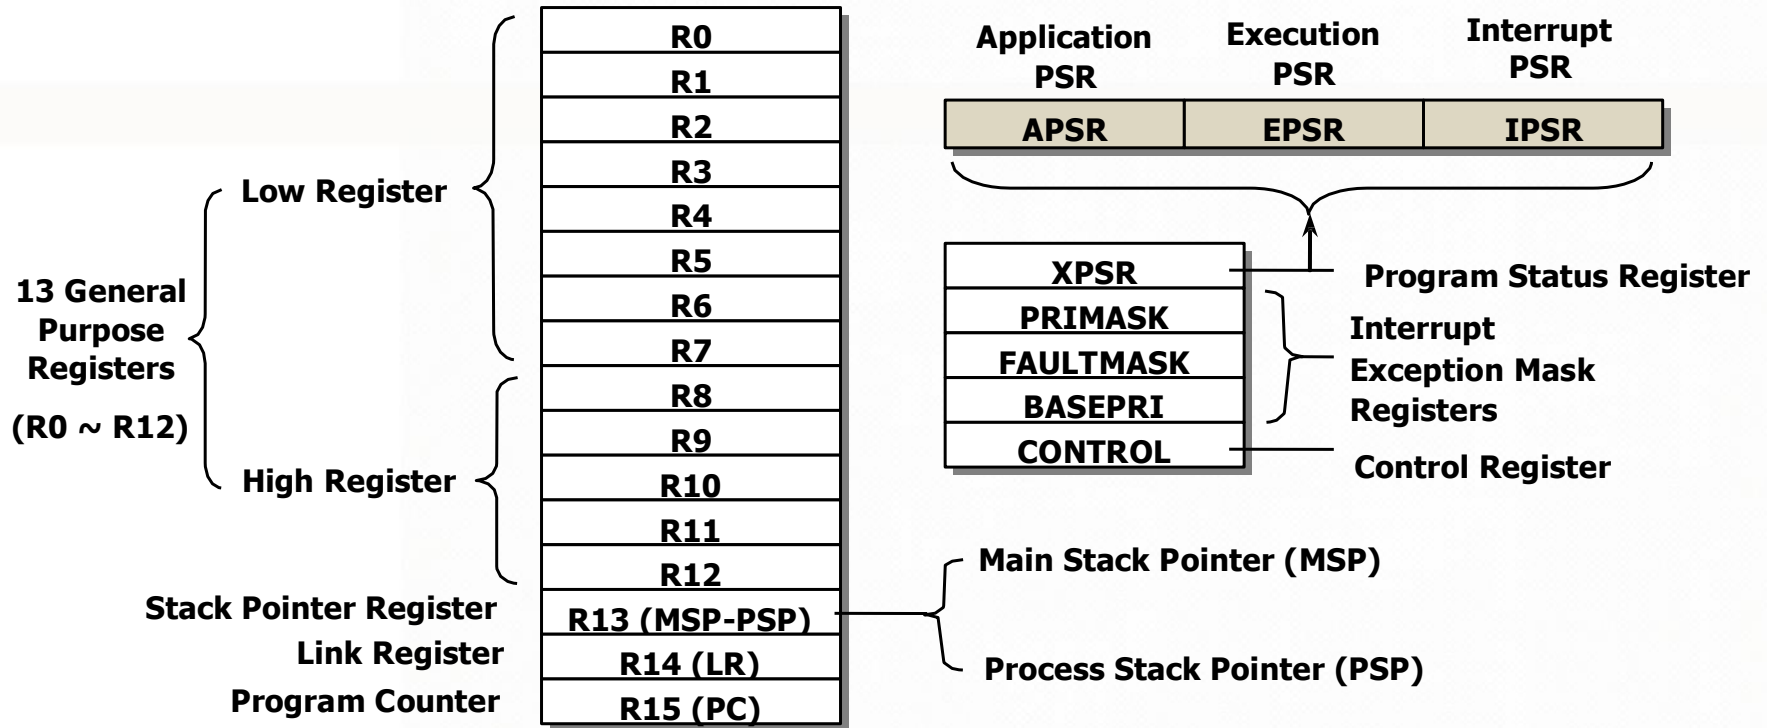 13 General
Purpose
Registers
(R0 ~ R12)
Low Register
High Register
Stack Pointer Register
Link Register
Program Counter
R0
R1
R2
R3
R4
R5
R6
R7
R8
R9
R10
R11
R12
R13 (MSP-PSP)
R14 (LR)
R15 (PC)
Application
PSR
Execution
PSR
Interrupt
PSR
APSR
EPSR
IPSR
XPSR
PRIMASK
FAULTMASK
BASEPRI
CONTROL
Program Status Register
Interrupt
Exception Mask
Registers
Control Register
Main Stack Pointer (MSP)
Process Stack Pointer (PSP)